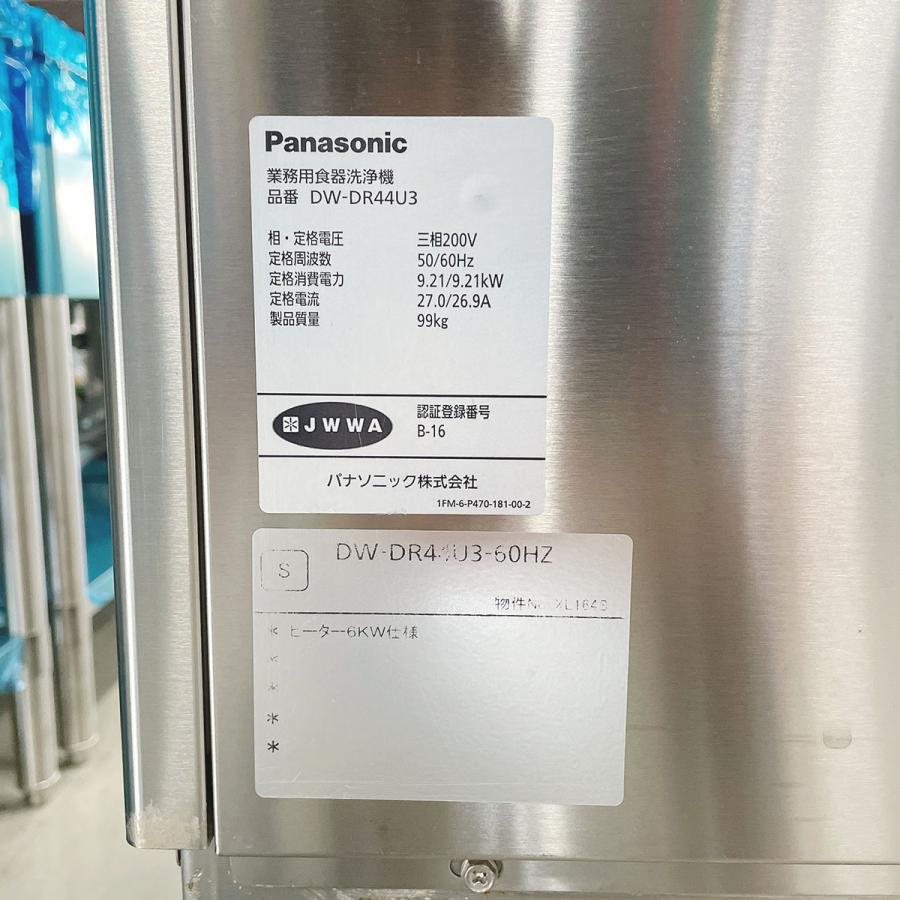 Panasonic
業務用食器洗浄機
品番 DW-DR44U3
相・定格電圧 三相200V
定格周波数 50/60Hz
定格消費電力 9.21/9.21kW
定格電流 27.0/26.9A
製品質量 99kg
JWWA 認証登録番号
B-16
パナソニック株式会社
1FM-6-P470-181-00-2
S DW-DR44U3-60HZ
物件No.
* ヒーター6KW仕様
*
*
*
*